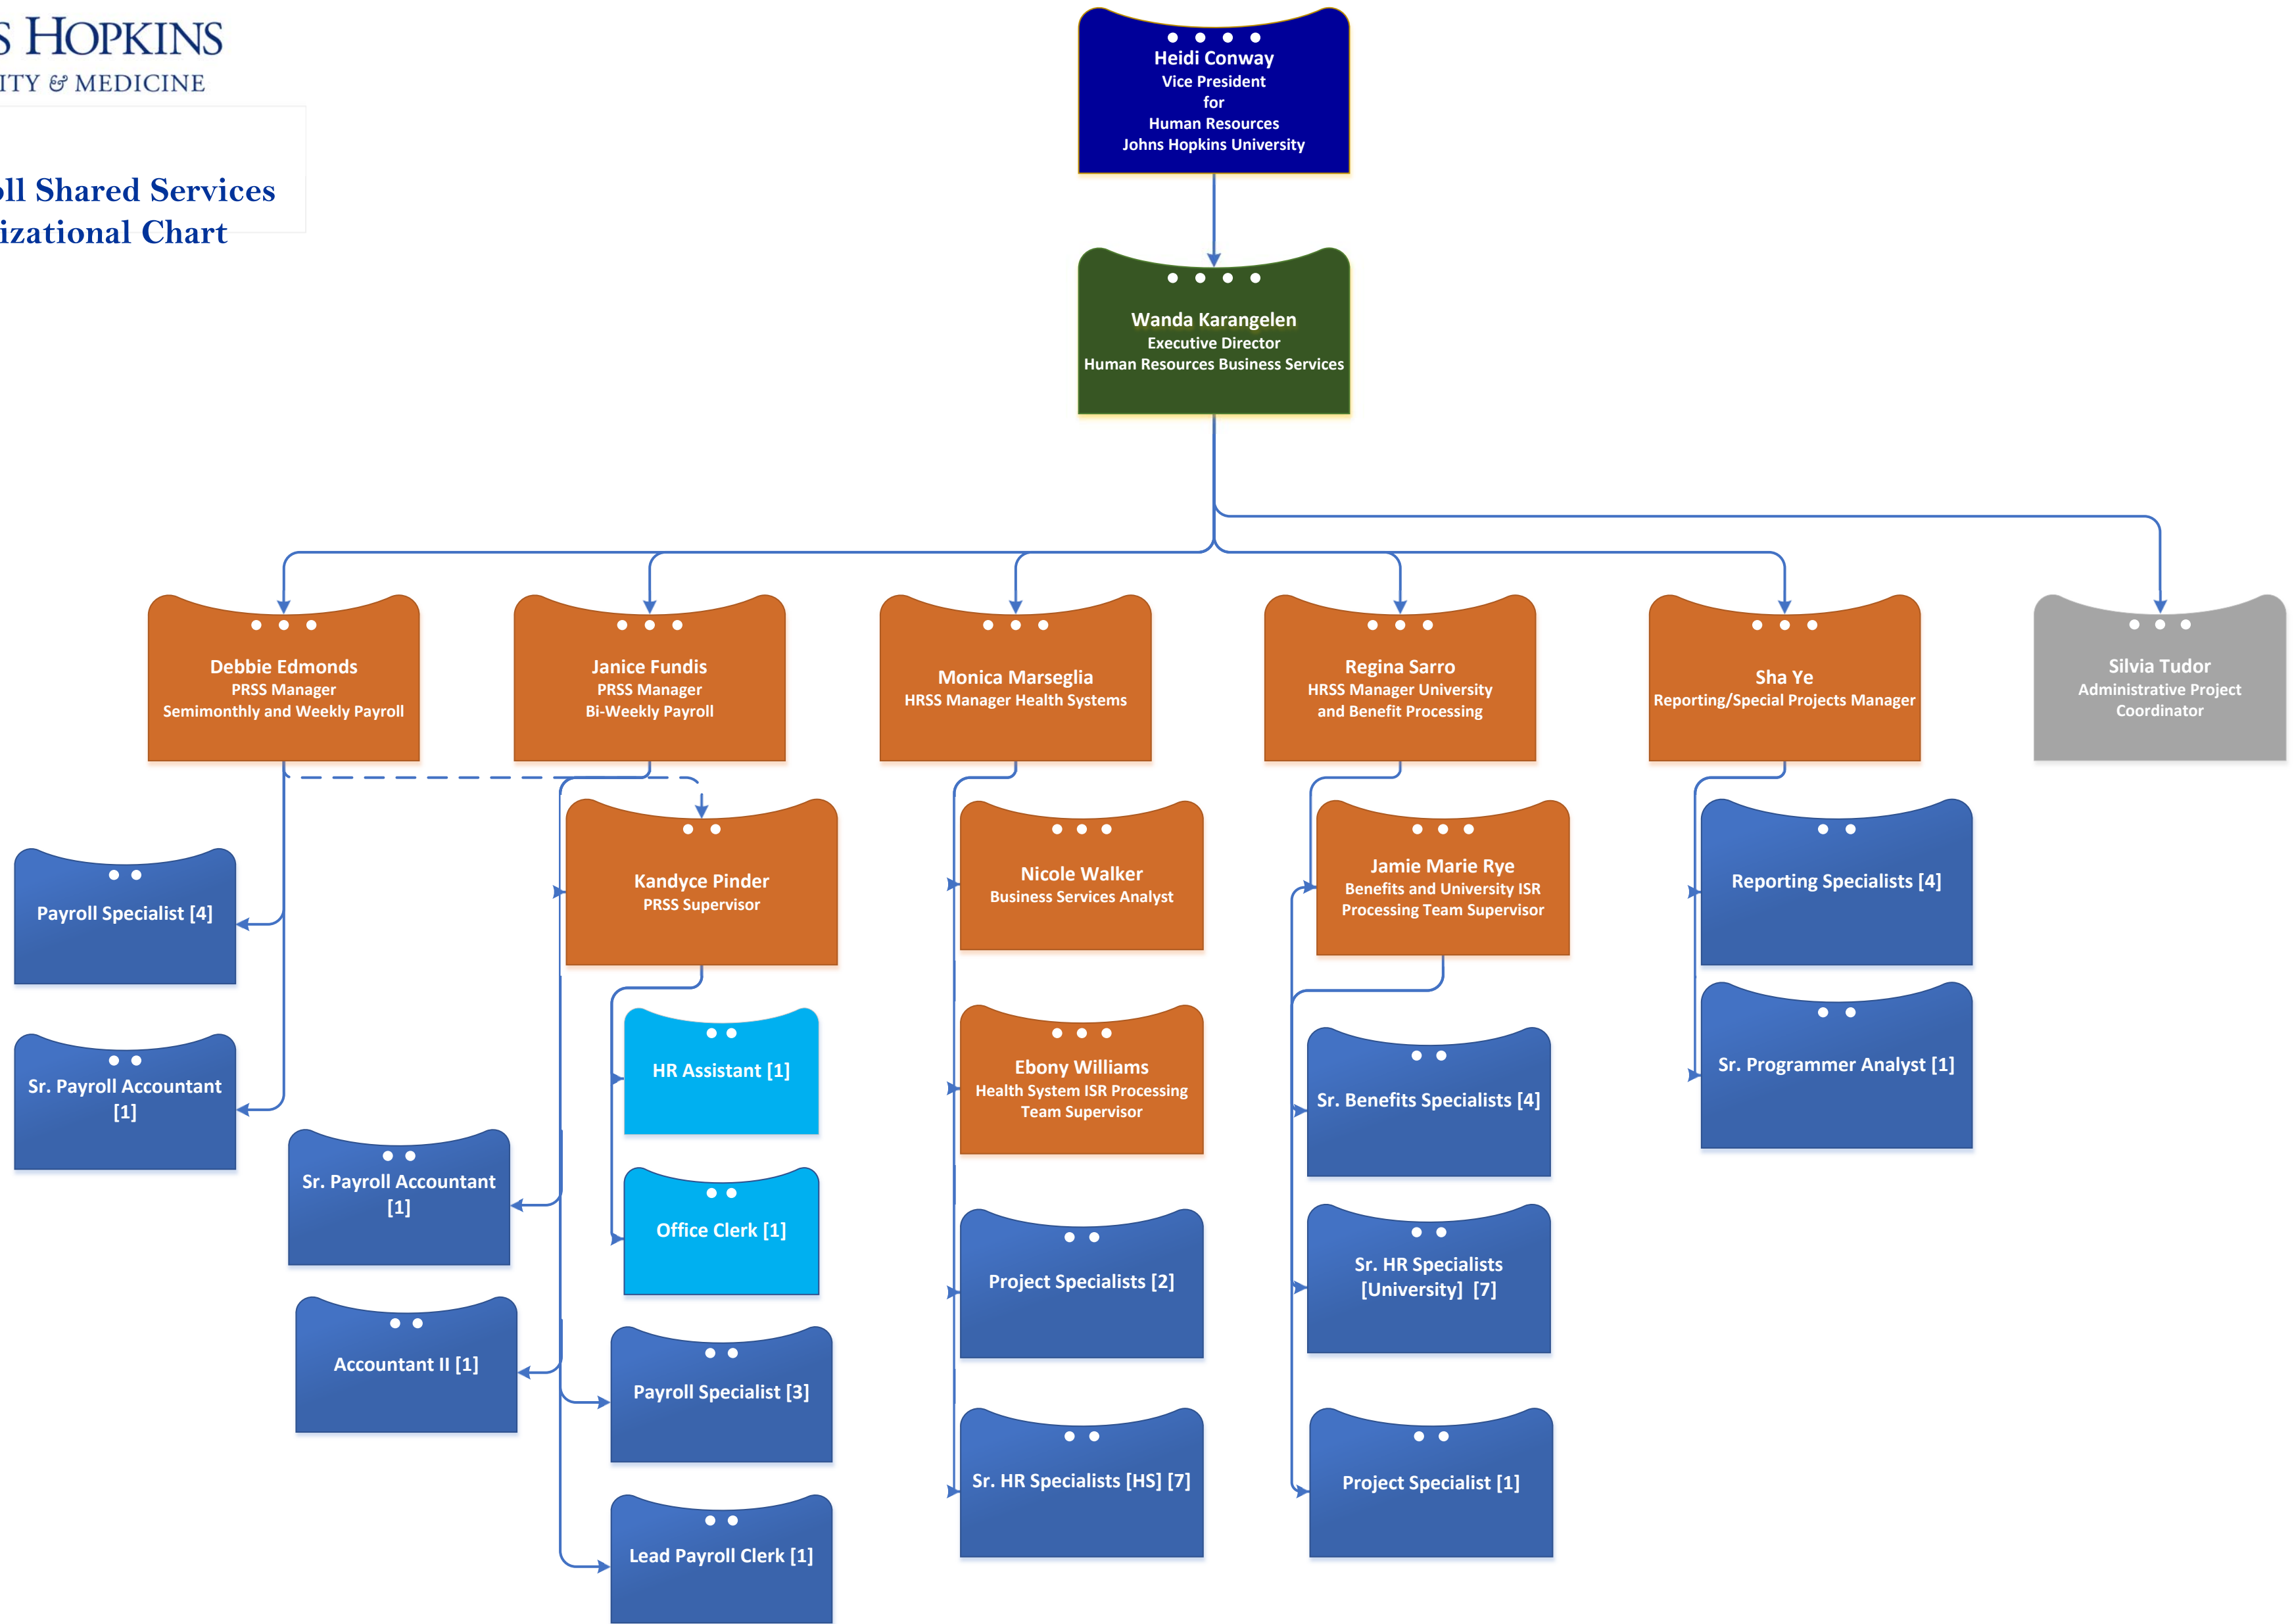 S HOPKINS
ITY & MEDICINE
ll Shared Services
izational Chart
Heidi Conway
Vice President
for
Human Resources
Johns Hopkins University
Wanda Karangelen
Executive Director
Human Resources Business Services
Debbie Edmonds
PRSS Manager
Semimonthly and Weekly Payroll
Janice Fundis
PRSS Manager
Bi-Weekly Payroll
Monica Marseglia
HRSS Manager Health Systems
Regina Sarro
HRSS Manager University
and Benefit Processing
Sha Ye
Reporting/Special Projects Manager
Silvia Tudor
Administrative Project
Coordinator
Payroll Specialist [4]
Sr. Payroll Accountant
[1]
Kandyce Pinder
PRSS Supervisor
HR Assistant [1]
Office Clerk [1]
Sr. Payroll Accountant
[1]
Accountant II [1]
Payroll Specialist [3]
Lead Payroll Clerk [1]
Nicole Walker
Business Services Analyst
Ebony Williams
Health System ISR Processing
Team Supervisor
Project Specialists [2]
Sr. HR Specialists [HS] [7]
Jamie Marie Rye
Benefits and University ISR
Processing Team Supervisor
Sr. Benefits Specialists [4]
Sr. HR Specialists
[University]  [7]
Project Specialist [1]
Reporting Specialists [4]
Sr. Programmer Analyst [1]